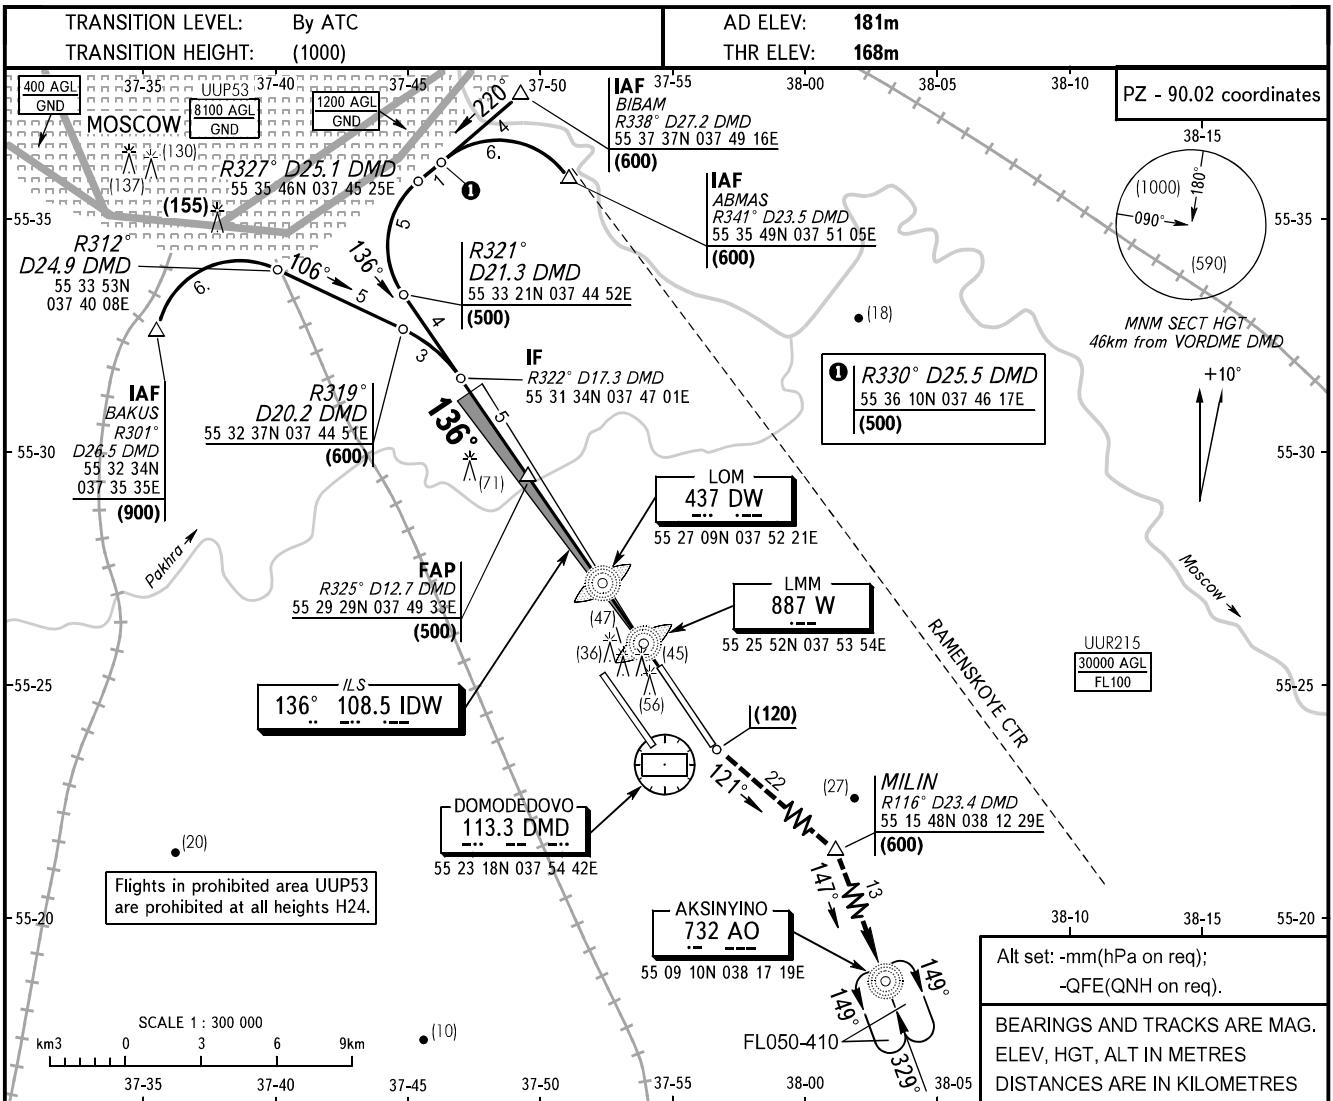 TRANSITION LEVEL: By ATC
TRANSITION HEIGHT: (1000)
AD ELEV: 181m
THR ELEV: 168m
37-35 37-40 37-45 37-50 37-55 38-00 38-05 38-10
PZ - 90.02 coordinates
38-15
400 AGL
GND
UUP53
8100 AGL
GND
1200 AGL
GND
MOSCOW
(130)
(137)
(155)
R327° D25.1 DMD
55 35 46N 037 45 25E
220°
4
6.
1
❶
5
IAF
BIBAM
R338° D27.2 DMD
55 37 37N 037 49 16E
(600)
IAF
ABMAS
R341° D23.5 DMD
55 35 49N 037 51 05E
(600)
(1000)
180°
090°
(590)
MNM SECT HGT
46km from VORDME DMD
+10°
55-35
55-35
R312°
D24.9 DMD
55 33 53N
037 40 08E
6.
106°
5
136°
4
3
R321°
D21.3 DMD
55 33 21N 037 44 52E
(500)
(18)
❶ R330° D25.5 DMD
55 36 10N 037 46 17E
(500)
IF
R322° D17.3 DMD
55 31 34N 037 47 01E
IAF
BAKUS
R301°
D26.5 DMD
55 32 34N
037 35 35E
(900)
R319°
D20.2 DMD
55 32 37N 037 44 51E
(600)
136°
5
(71)
55-30
55-30
LOM
437 DW
55 27 09N 037 52 21E
Pakhra
Moscow
FAP
R325° D12.7 DMD
55 29 29N 037 49 33E
(500)
LMM
887 W
55 25 52N 037 53 54E
(47)
(36)
(45)
(56)
RAMENSKOYE CTR
UUR215
30000 AGL
FL100
55-25
55-25
ILS
136° 108.5 IDW
(120)
121°
22
(27)
DOMODEDOVO
113.3 DMD
55 23 18N 037 54 42E
MILIN
R116° D23.4 DMD
55 15 48N 038 12 29E
(600)
(20)
Flights in prohibited area UUP53
are prohibited at all heights H24.
147°
13
55-20
38-10 38-15 55-20
AKSINYINO
732 AO
55 09 10N 038 17 19E
149°
149°
329°
FL050-410
Alt set: -mm(hPa on req);
-QFE(QNH on req).
BEARINGS AND TRACKS ARE MAG.
ELEV, HGT, ALT IN METRES
DISTANCES ARE IN KILOMETRES
SCALE 1 : 300 000
km3 0 3 6 9km
(10)
37-35 37-40 37-45 37-50 37-55 38-00 38-05